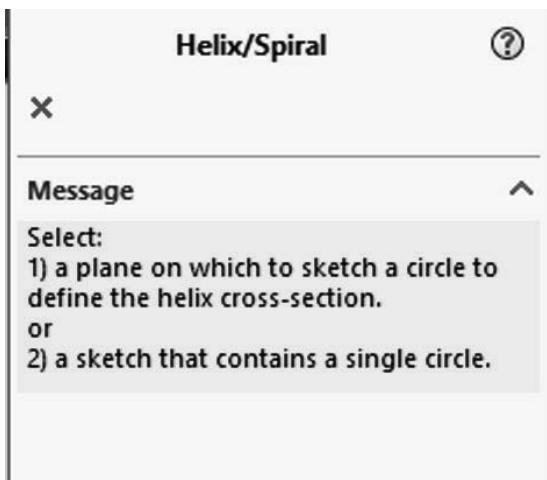 Helix/Spiral
Message
Select:
1) a plane on which to sketch a circle to
define the helix cross-section.
or
2) a sketch that contains a single circle.